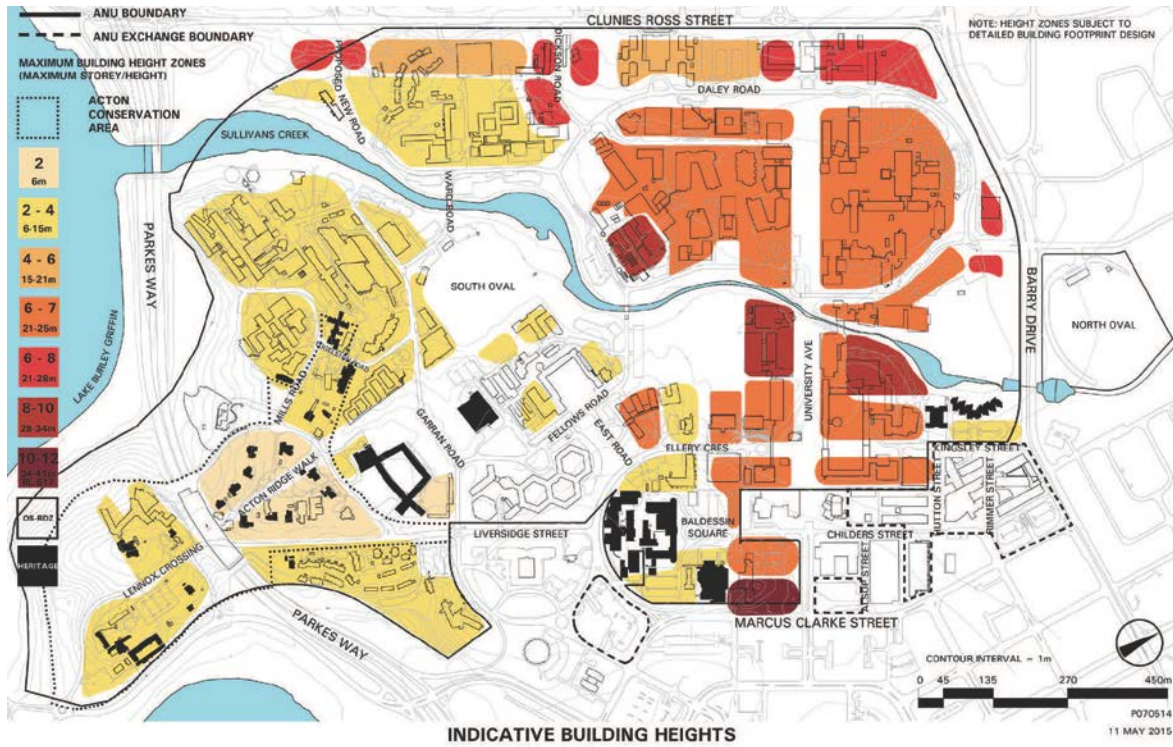 ANU BOUNDARY
ANU EXCHANGE BOUNDARY
MAXIMUM BUILDING HEIGHT ZONES
(MAXIMUM STOREY/HEIGHT)
ACTON
CONSERVATION
AREA
2
6m
2 - 4
6-15m
4 - 6
15-21m
6 - 7
21-25m
6 - 8
21-28m
8-10
28-34m
10-12
OS-RDZ
HERITAGE
CLUNIES ROSS STREET
NOTE: HEIGHT ZONES SUBJECT TO
DETAILED BUILDING FOOTPRINT DESIGN
PROPOSED NEW ROAD
DICKSON ROAD
DALEY ROAD
SULLIVANS CREEK
WARD ROAD
PARKES WAY
LAKE BURLEY GRIFFIN
SOUTH OVAL
BARRY DRIVE
NORTH OVAL
UNIVERSITY AVE
MILLS ROAD
GARRAN ROAD
FELLOWS ROAD
EAST ROAD
ELLERY CRES
KINGSLEY STREET
HUTTON STREET
RIMMER STREET
ACTON RIDGE WALK
LENNOX CROSSING
LIVERSIDGE STREET
BALDESSIN
SQUARE
CHILDERS STREET
ALSOP STREET
PARKES WAY
MARCUS CLARKE STREET
CONTOUR INTERVAL = 1m
0 45 135 270 450m
P070514
11 MAY 2015
INDICATIVE BUILDING HEIGHTS